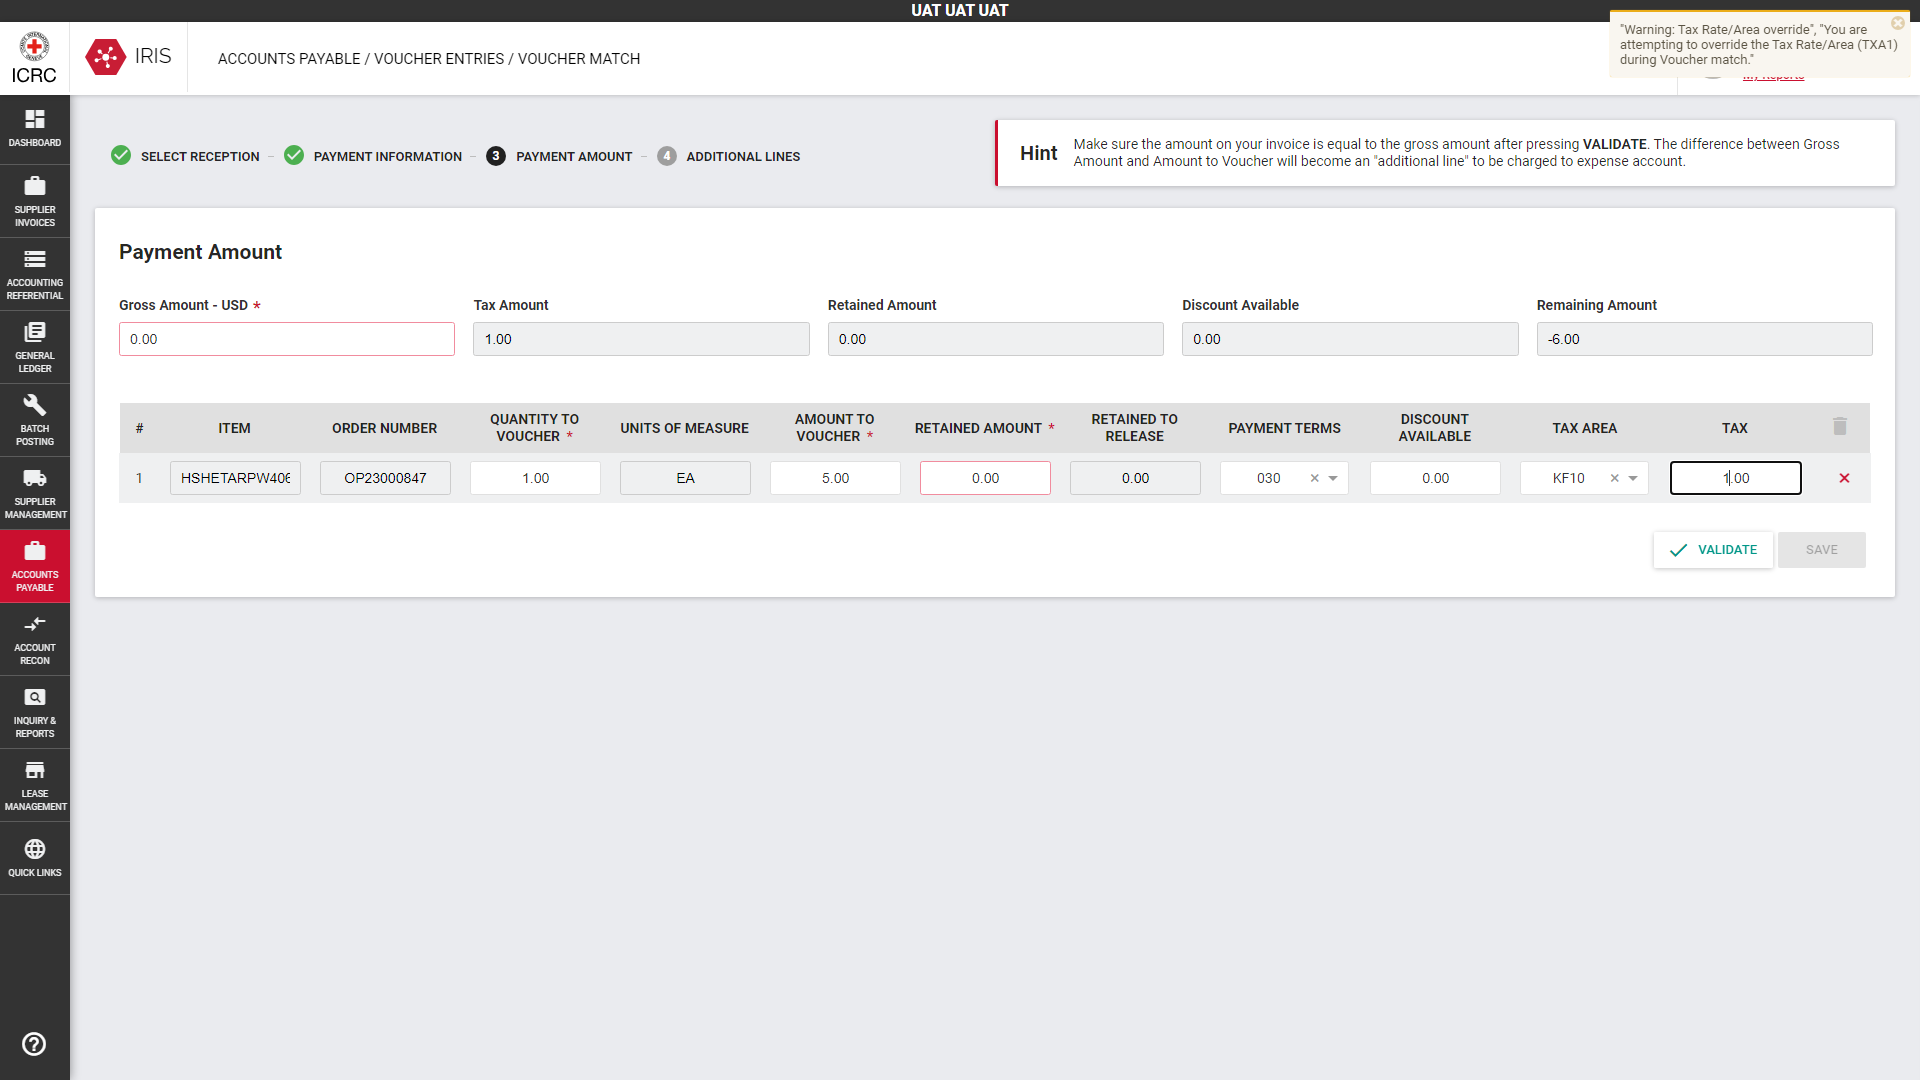 UAT UAT UAT
ICRC
IRIS
ACCOUNTS PAYABLE / VOUCHER ENTRIES / VOUCHER MATCH
"Warning: Tax Rate/Area override", "You are
attempting to override the Tax Rate/Area (TXA1)
during Voucher match."
My Reports
DASHBOARD
SUPPLIER
INVOICES
ACCOUNTING
REFERENTIAL
GENERAL
LEDGER
BATCH
POSTING
SUPPLIER
MANAGEMENT
ACCOUNTS
PAYABLE
ACCOUNT
RECON
INQUIRY &
REPORTS
LEASE
MANAGEMENT
QUICK LINKS
SELECT RECEPTION
PAYMENT INFORMATION
3 PAYMENT AMOUNT
4 ADDITIONAL LINES
Hint
Make sure the amount on your invoice is equal to the gross amount after pressing VALIDATE. The difference between Gross
Amount and Amount to Voucher will become an "additional line" to be charged to expense account.
Payment Amount
Gross Amount - USD * Tax Amount Retained Amount Discount Available Remaining Amount
0.00 1.00 0.00 0.00 -6.00
# ITEM ORDER NUMBER QUANTITY TO VOUCHER * UNITS OF MEASURE AMOUNT TO VOUCHER * RETAINED AMOUNT * RETAINED TO RELEASE PAYMENT TERMS DISCOUNT AVAILABLE TAX AREA TAX
1 HSHETARPW406 OP23000847 1.00 EA 5.00 0.00 0.00 030 0.00 KF10 1.00
VALIDATE SAVE